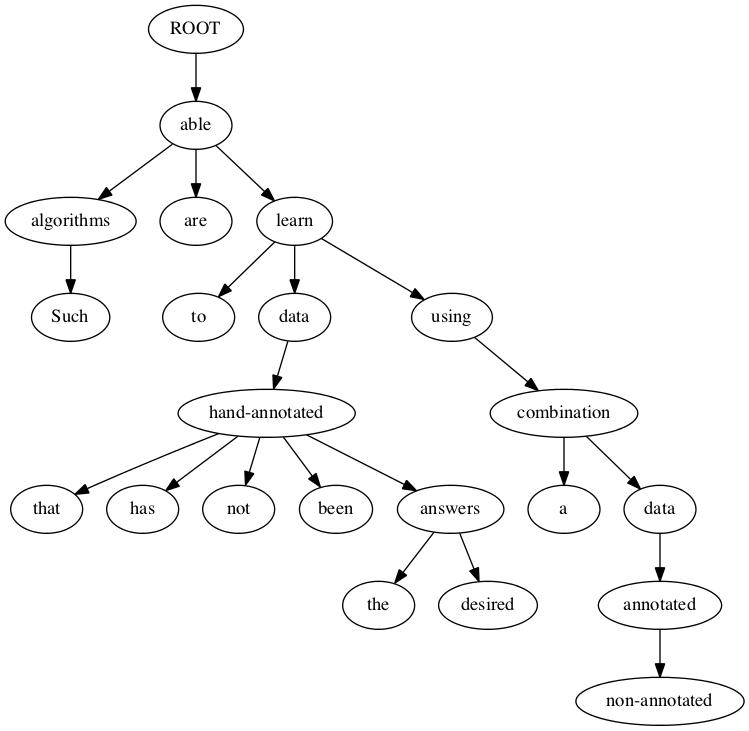 ROOT
able
algorithms are learn
Such to data using
hand-annotated combination
that has not been answers a data
the desired annotated
non-annotated